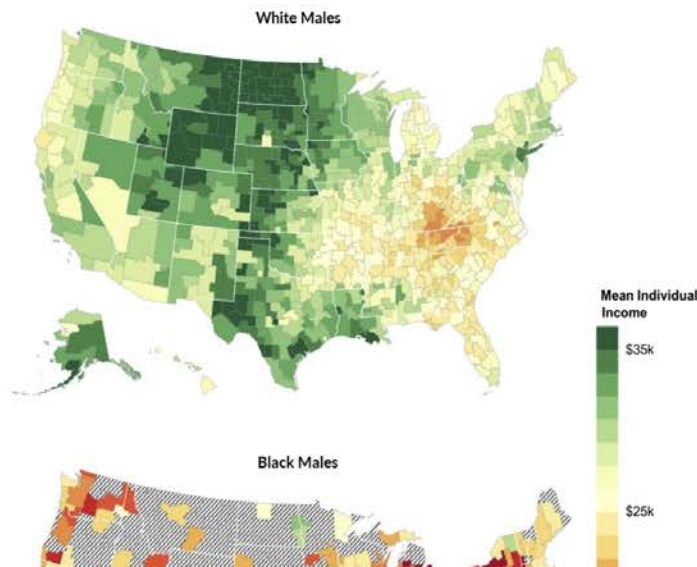 White Males
Mean Individual
Income
$35k
Black Males
$25k